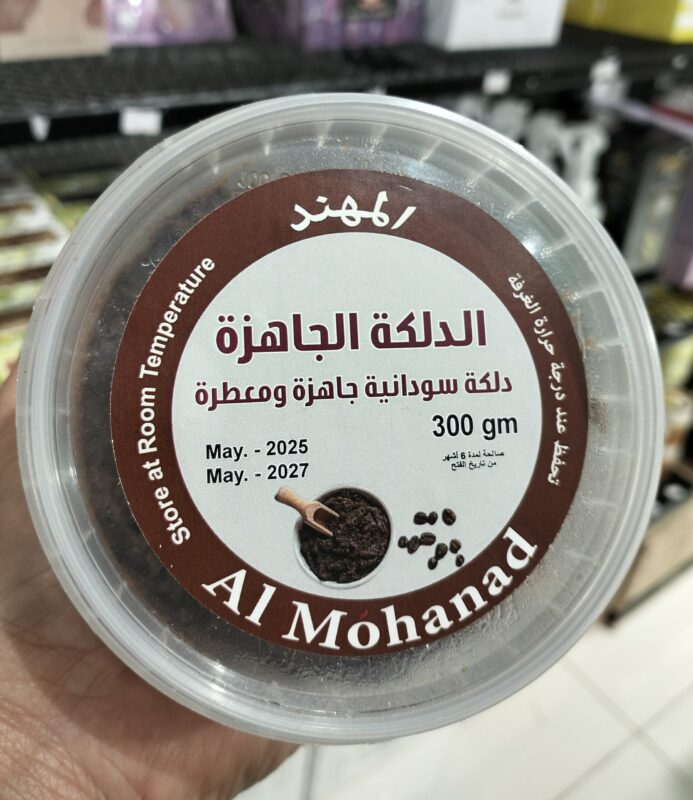 المهند
الدلكة الجاهزة
دلكة سودانية جاهزة ومعطرة
300 gm
May. - 2025
May. - 2027
صالحة لمدة 6 أشهر
من تاريخ الفتح
Store at Room Temperature
تحفظ عند درجة حرارة الغرفة
Al Mohanad